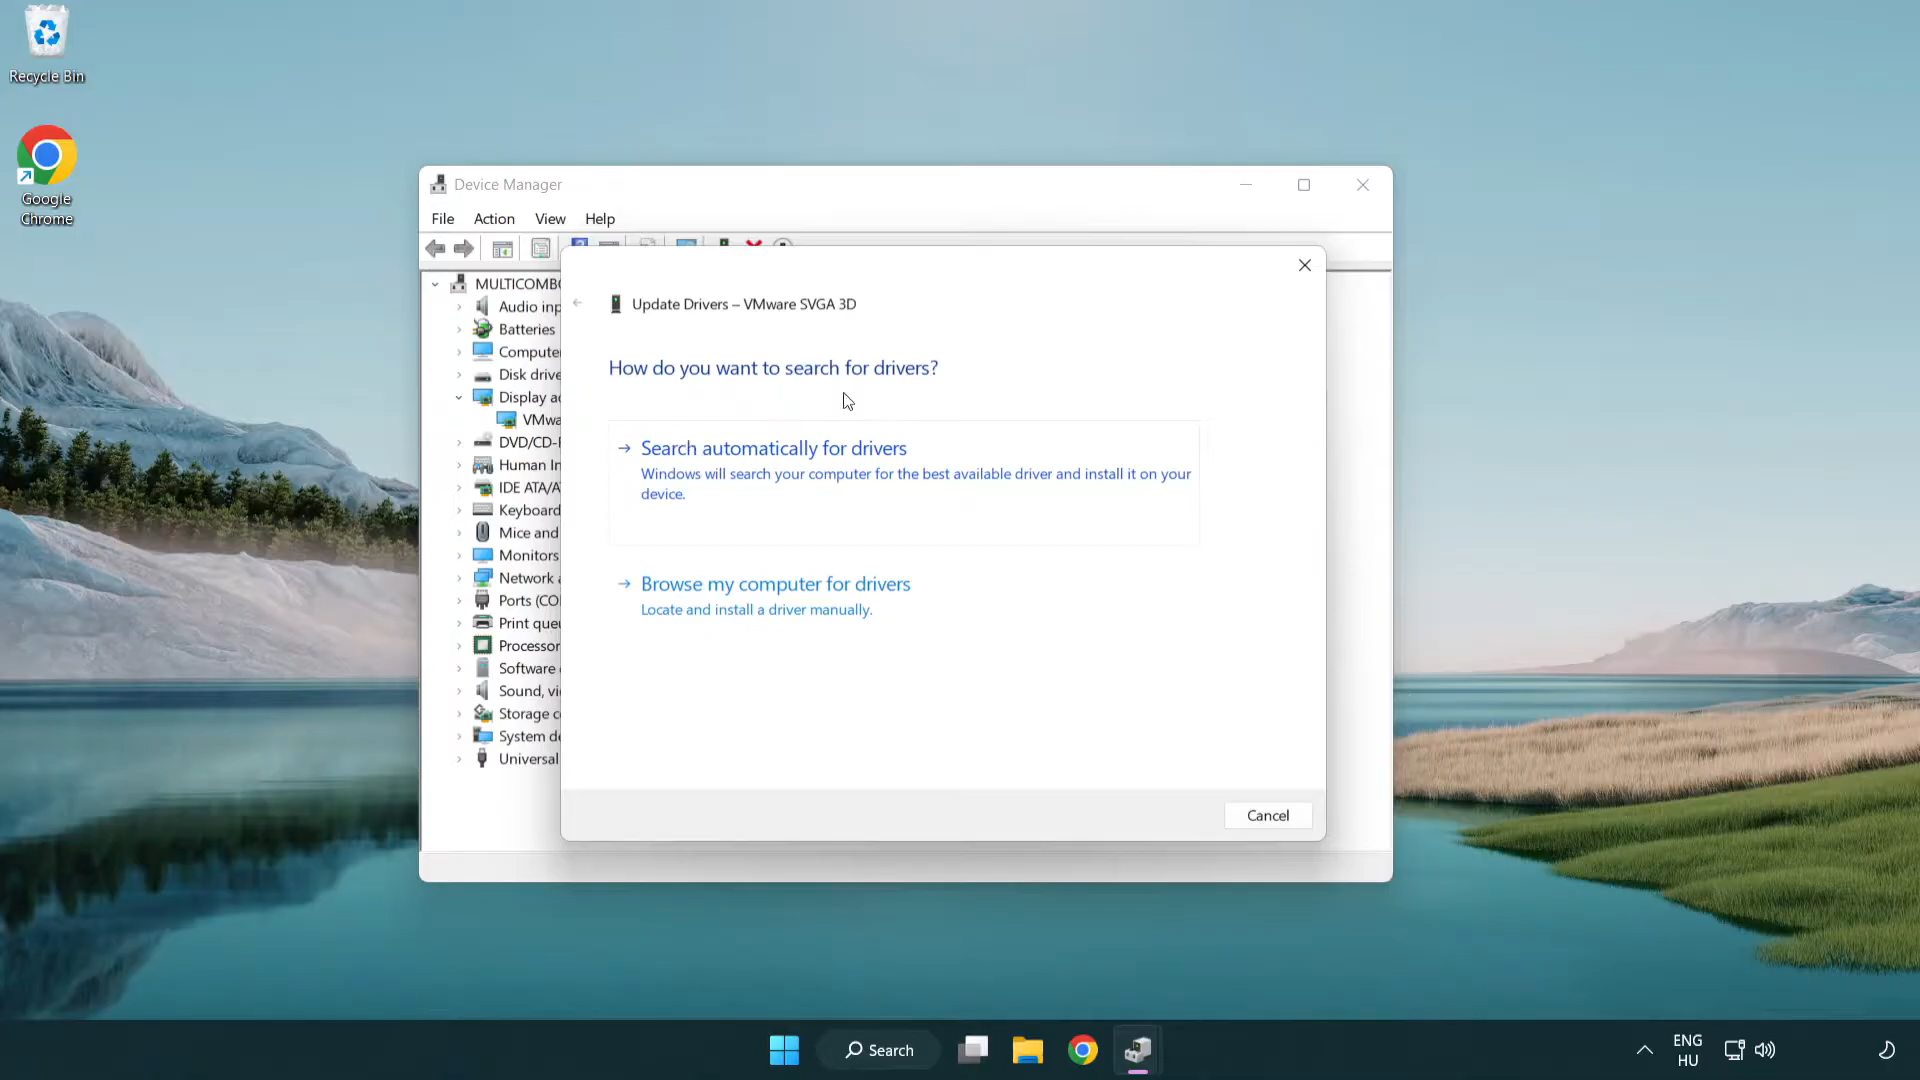 Recycle Bin
Google
Chrome
Device Manager
File Action View Help
MULTICOMBO
Audio inp
Batteries
Compute
Disk drive
Display a
VMwa
DVD/CD-
Human In
IDE ATA/A
Keyboard
Mice and
Monitors
Network a
Ports (CO
Print que
Processor
Software
Sound, vi
Storage c
System de
Universal
Update Drivers – VMware SVGA 3D
How do you want to search for drivers?
Search automatically for drivers
Windows will search your computer for the best available driver and install it on your
device.
Browse my computer for drivers
Locate and install a driver manually.
Cancel
Search
ENG
HU